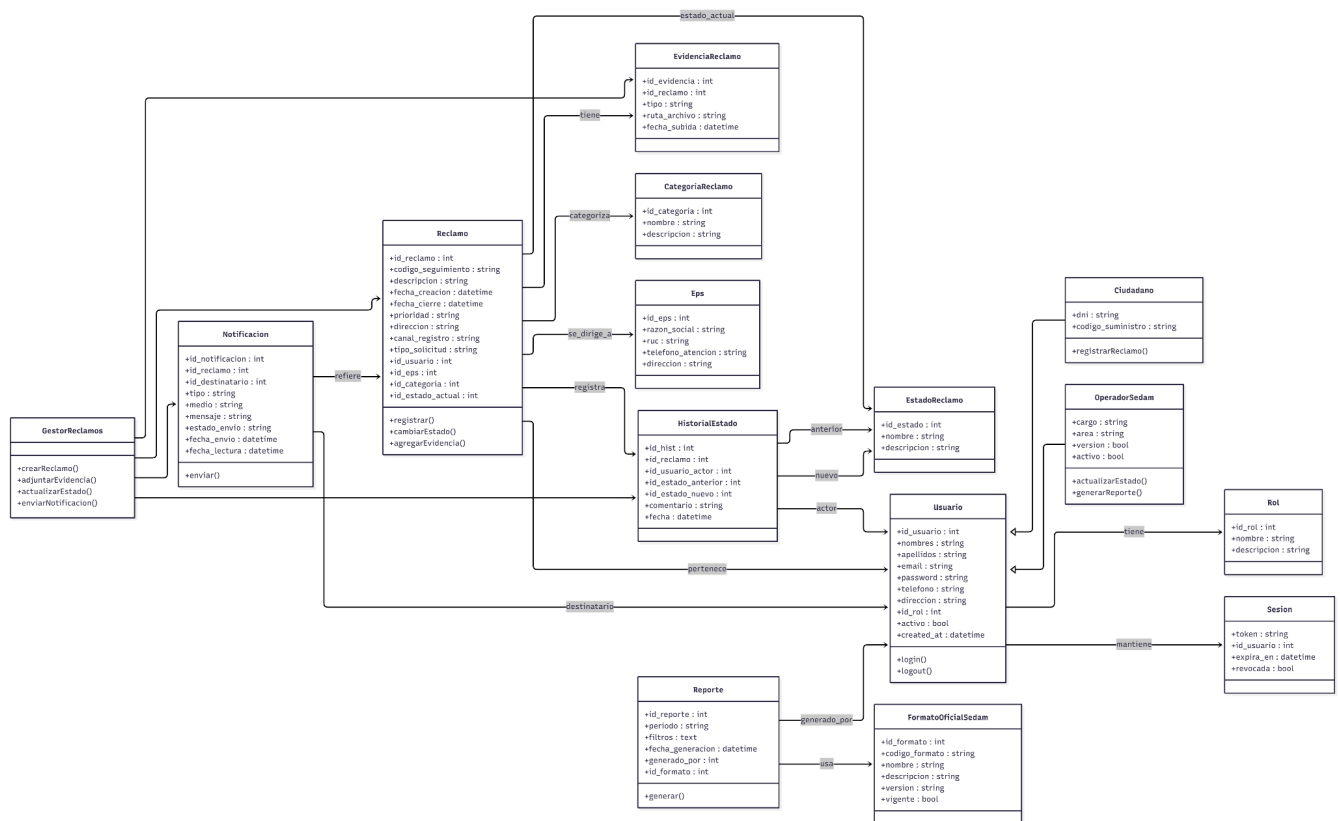 estado_actual
EvidenciaReclamo
+id_evidencia : int
+id_reclamo : int
+tipo : string
+ruta_archivo : string
+fecha_subida : datetime
tiene
CategoriaReclamo
+id_categoria : int
+nombre : string
+descripcion : string
categoriza
Reclamo
+id_reclamo : int
+codigo_seguimiento : string
+descripcion : string
+fecha_creacion : datetime
+fecha_cierre : datetime
+prioridad : string
+direccion : string
+canal_registro : string
+tipo_solicitud : string
+id_usuario : int
+id_eps : int
+id_categoria : int
+id_estado_actual : int
+registrar()
+cambiarEstado()
+agregarEvidencia()
Eps
+id_eps : int
+razon_social : string
+ruc : string
+telefono_atencion : string
+direccion : string
se_dirige_a
Ciudadano
+dni : string
+codigo_suministro : string
+registrarReclamo()
Notificacion
+id_notificacion : int
+id_reclamo : int
+id_destinatario : int
+tipo : string
+medio : string
+mensaje : string
+estado_envio : string
+fecha_envio : datetime
+fecha_lectura : datetime
+enviar()
refiere
registra
EstadoReclamo
+id_estado : int
+nombre : string
+descripcion : string
OperadorSedam
+cargo : string
+area : string
+version : bool
+activo : bool
+actualizarEstado()
+generarReporte()
GestorReclamos
+crearReclamo()
+adjuntarEvidencia()
+actualizarEstado()
+enviarNotificacion()
HistorialEstado
+id_hist : int
+id_reclamo : int
+id_usuario_actor : int
+id_estado_anterior : int
+id_estado_nuevo : int
+comentario : string
+fecha : datetime
anterior
nuevo
actor
Usuario
+id_usuario : int
+nombres : string
+apellidos : string
+email : string
+password : string
+telefono : string
+direccion : string
+id_rol : int
+activo : bool
+created_at : datetime
+login()
+logout()
tiene
Rol
+id_rol : int
+nombre : string
+descripcion : string
pertenece
destinatario
mantiene
Sesion
+token : string
+id_usuario : int
+expira_en : datetime
+revocada : bool
Reporte
+id_reporte : int
+periodo : string
+filtros : text
+fecha_generacion : datetime
+generado_por : int
+id_formato : int
+generar()
generado_por
usa
FormatoOficialSedam
+id_formato : int
+codigo_formato : string
+nombre : string
+descripcion : string
+version : string
+vigente : bool